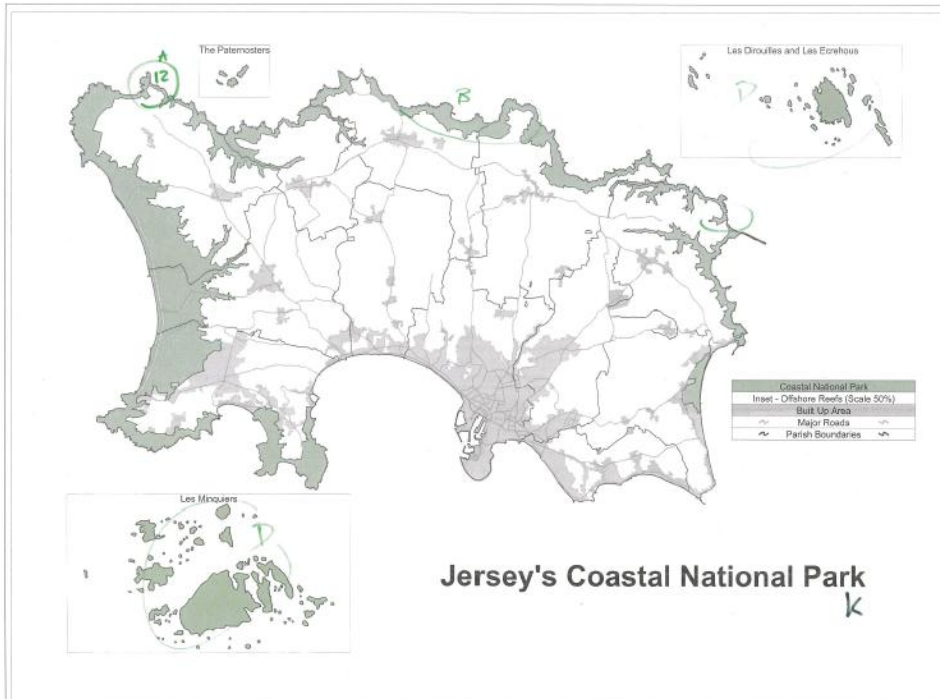 A
12
The Paternosters
B
Les Dirouilles and Les Ecrehous
D
Coastal National Park
Inset - Offshore Reefs (Scale 50%)
Built Up Area
Major Roads
Parish Boundaries
Les Minquiers
D
Jersey's Coastal National Park
K